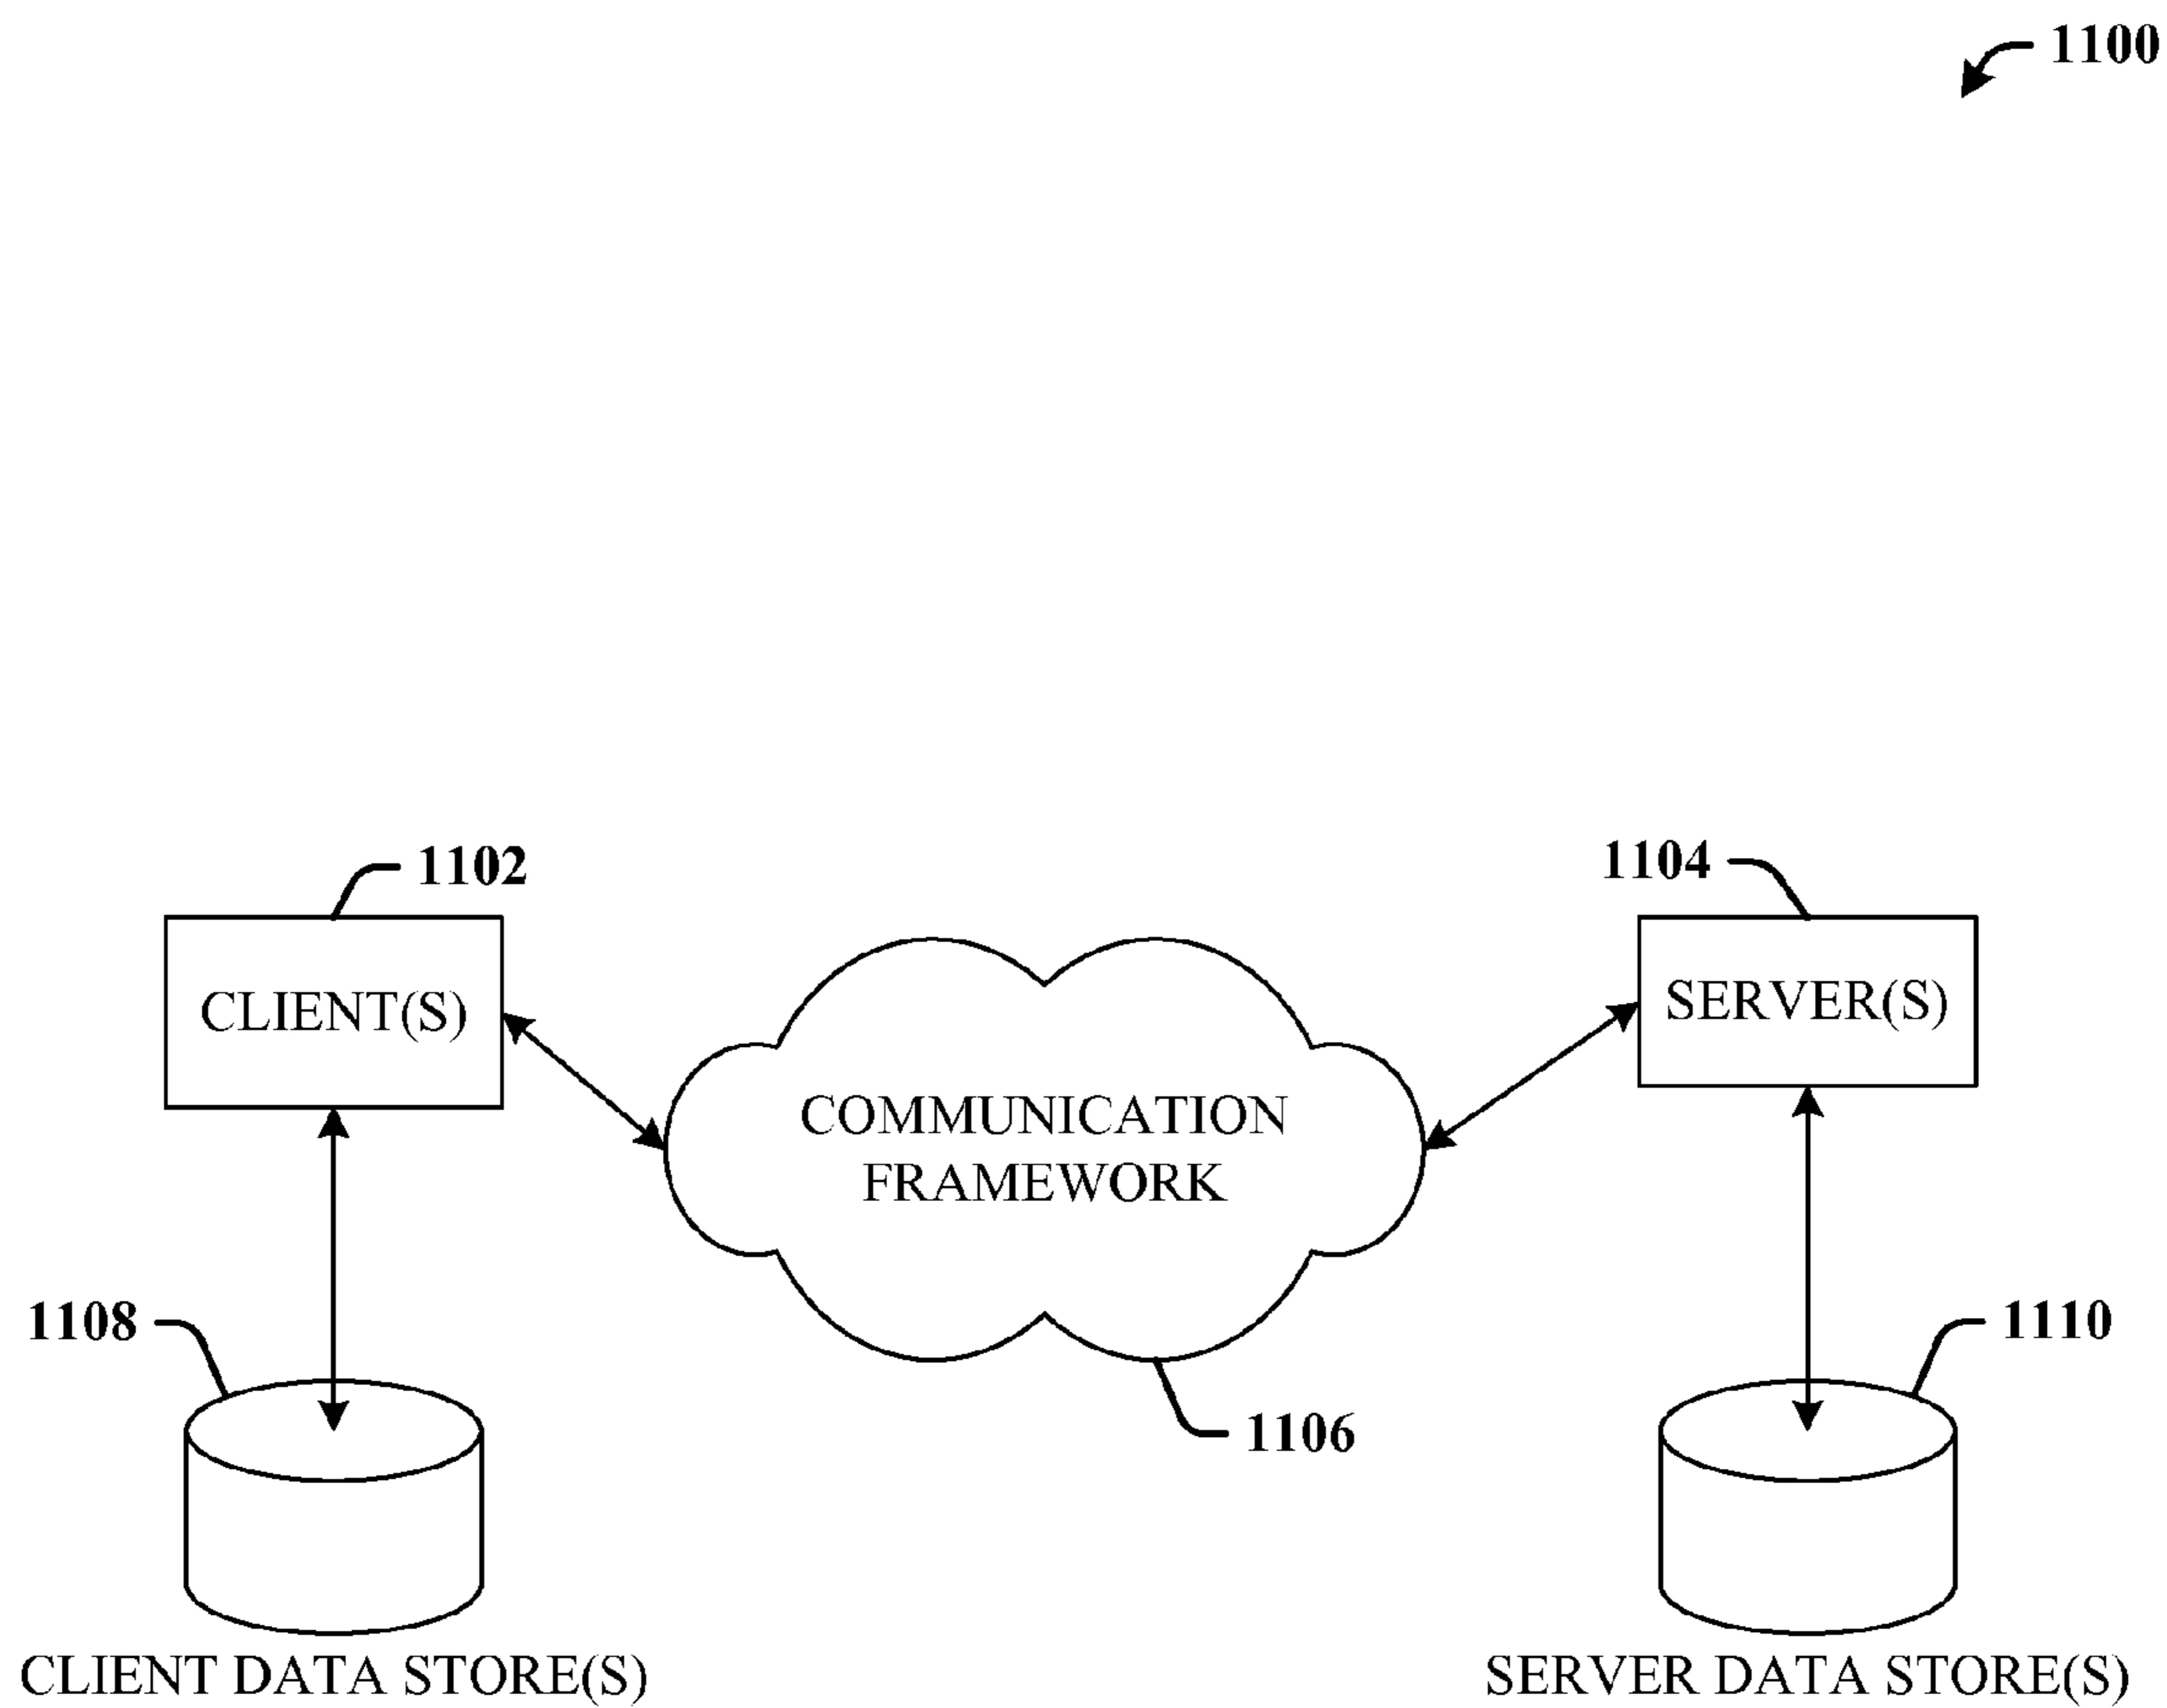 1100
1102
1104
CLIENT(S)
SERVER(S)
COMMUNICATION
FRAMEWORK
1108
1110
1106
CLIENT DATA STORE(S)
SERVER DATA STORE(S)